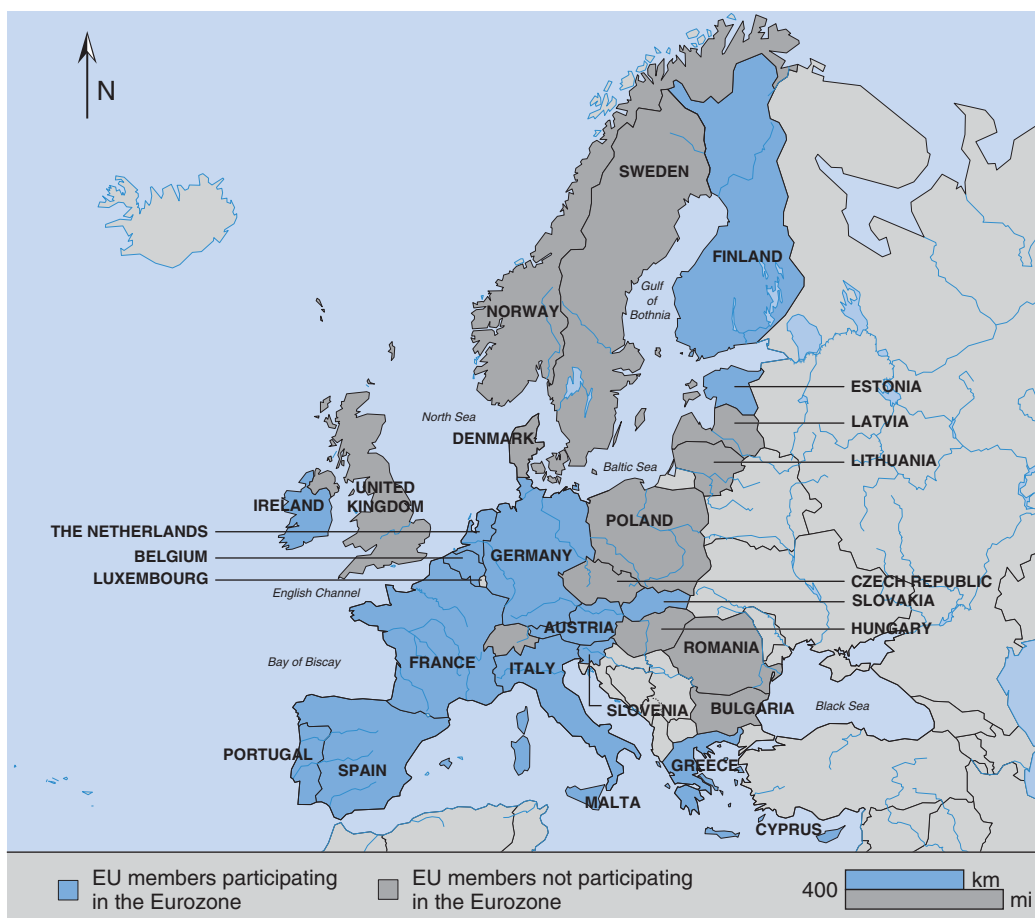 N
SWEDEN
FINLAND
Gulf
of
Bothnia
NORWAY
ESTONIA
North Sea
LATVIA
DENMARK
Baltic Sea
LITHUANIA
UNITED
KINGDOM
IRELAND
POLAND
THE NETHERLANDS
GERMANY
BELGIUM
LUXEMBOURG
CZECH REPUBLIC
English Channel
SLOVAKIA
AUSTRIA
HUNGARY
ROMANIA
Bay of Biscay
FRANCE
ITALY
SLOVENIA
BULGARIA
Black Sea
PORTUGAL
SPAIN
GREECE
MALTA
CYPRUS
EU members participating
in the Eurozone
EU members not participating
in the Eurozone
400
km
mi